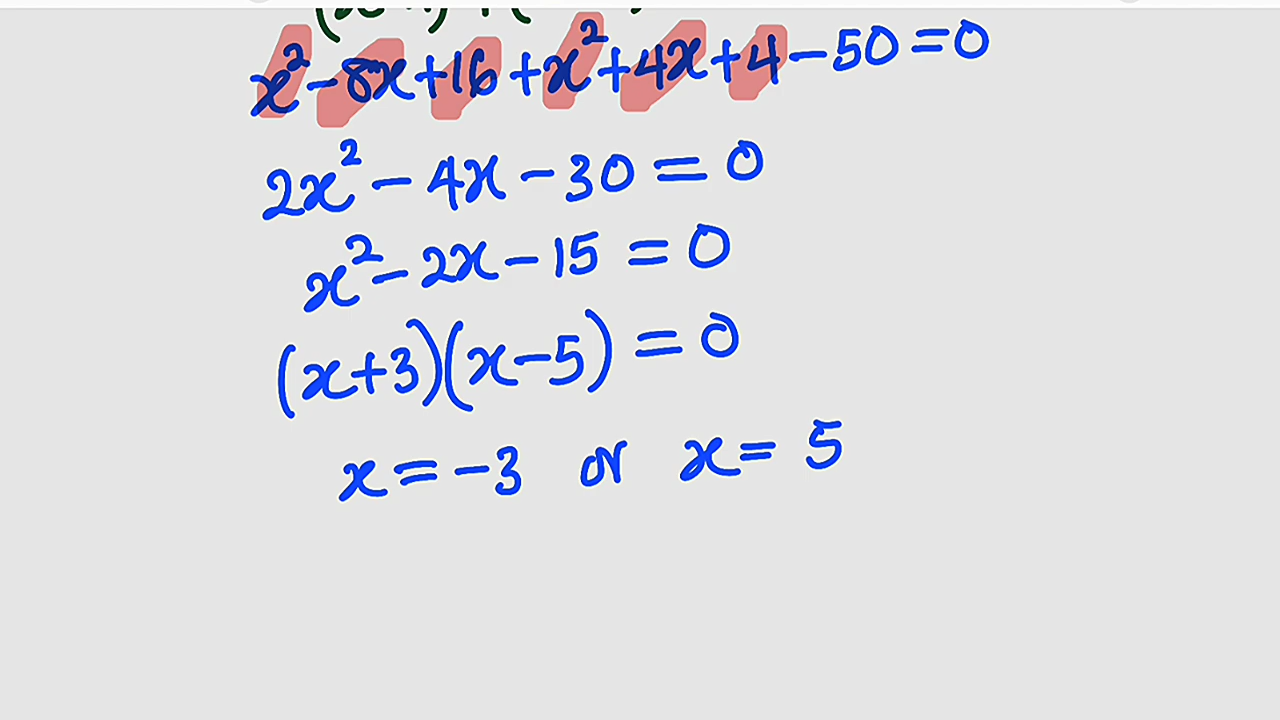 x² - 8x + 16 + x² + 4x + 4 - 50 = 0
2x² - 4x - 30 = 0
x² - 2x - 15 = 0
(x+3)(x-5) = 0
x = -3 or x = 5